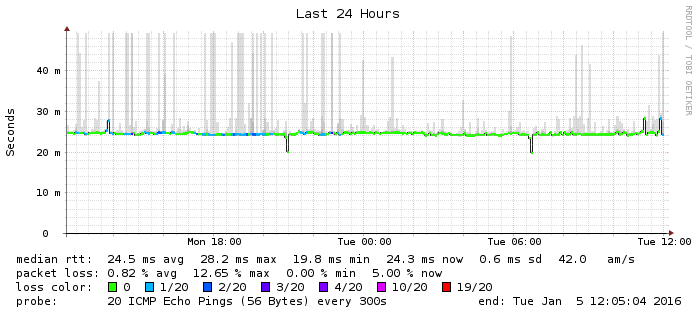 Last 24 Hours
RRDTOOL / TOBI OETIKER
Seconds
40 m
30 m
20 m
10 m
0
Mon 18:00 Tue 00:00 Tue 06:00 Tue 12:00
median rtt: 24.5 ms avg 28.2 ms max 19.8 ms min 24.3 ms now 0.6 ms sd 42.0 am/s
packet loss: 0.82 % avg 12.65 % max 0.00 % min 5.00 % now
loss color: 0 1/20 2/20 3/20 4/20 10/20 19/20
probe: 20 ICMP Echo Pings (56 Bytes) every 300s end: Tue Jan 5 12:05:04 2016